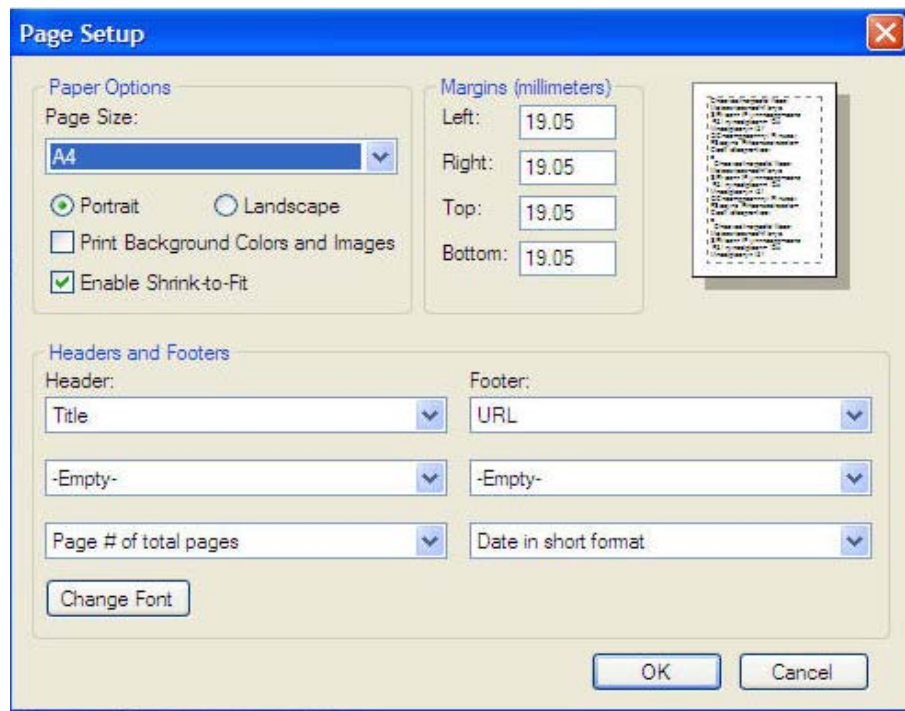 Page Setup
Paper Options
Page Size:
A4
Portrait Landscape
Print Background Colors and Images
Enable Shrink-to-Fit
Margins (millimeters)
Left: 19.05
Right: 19.05
Top: 19.05
Bottom: 19.05
Headers and Footers
Header: Footer:
Title URL
-Empty- -Empty-
Page # of total pages Date in short format
Change Font
OK Cancel